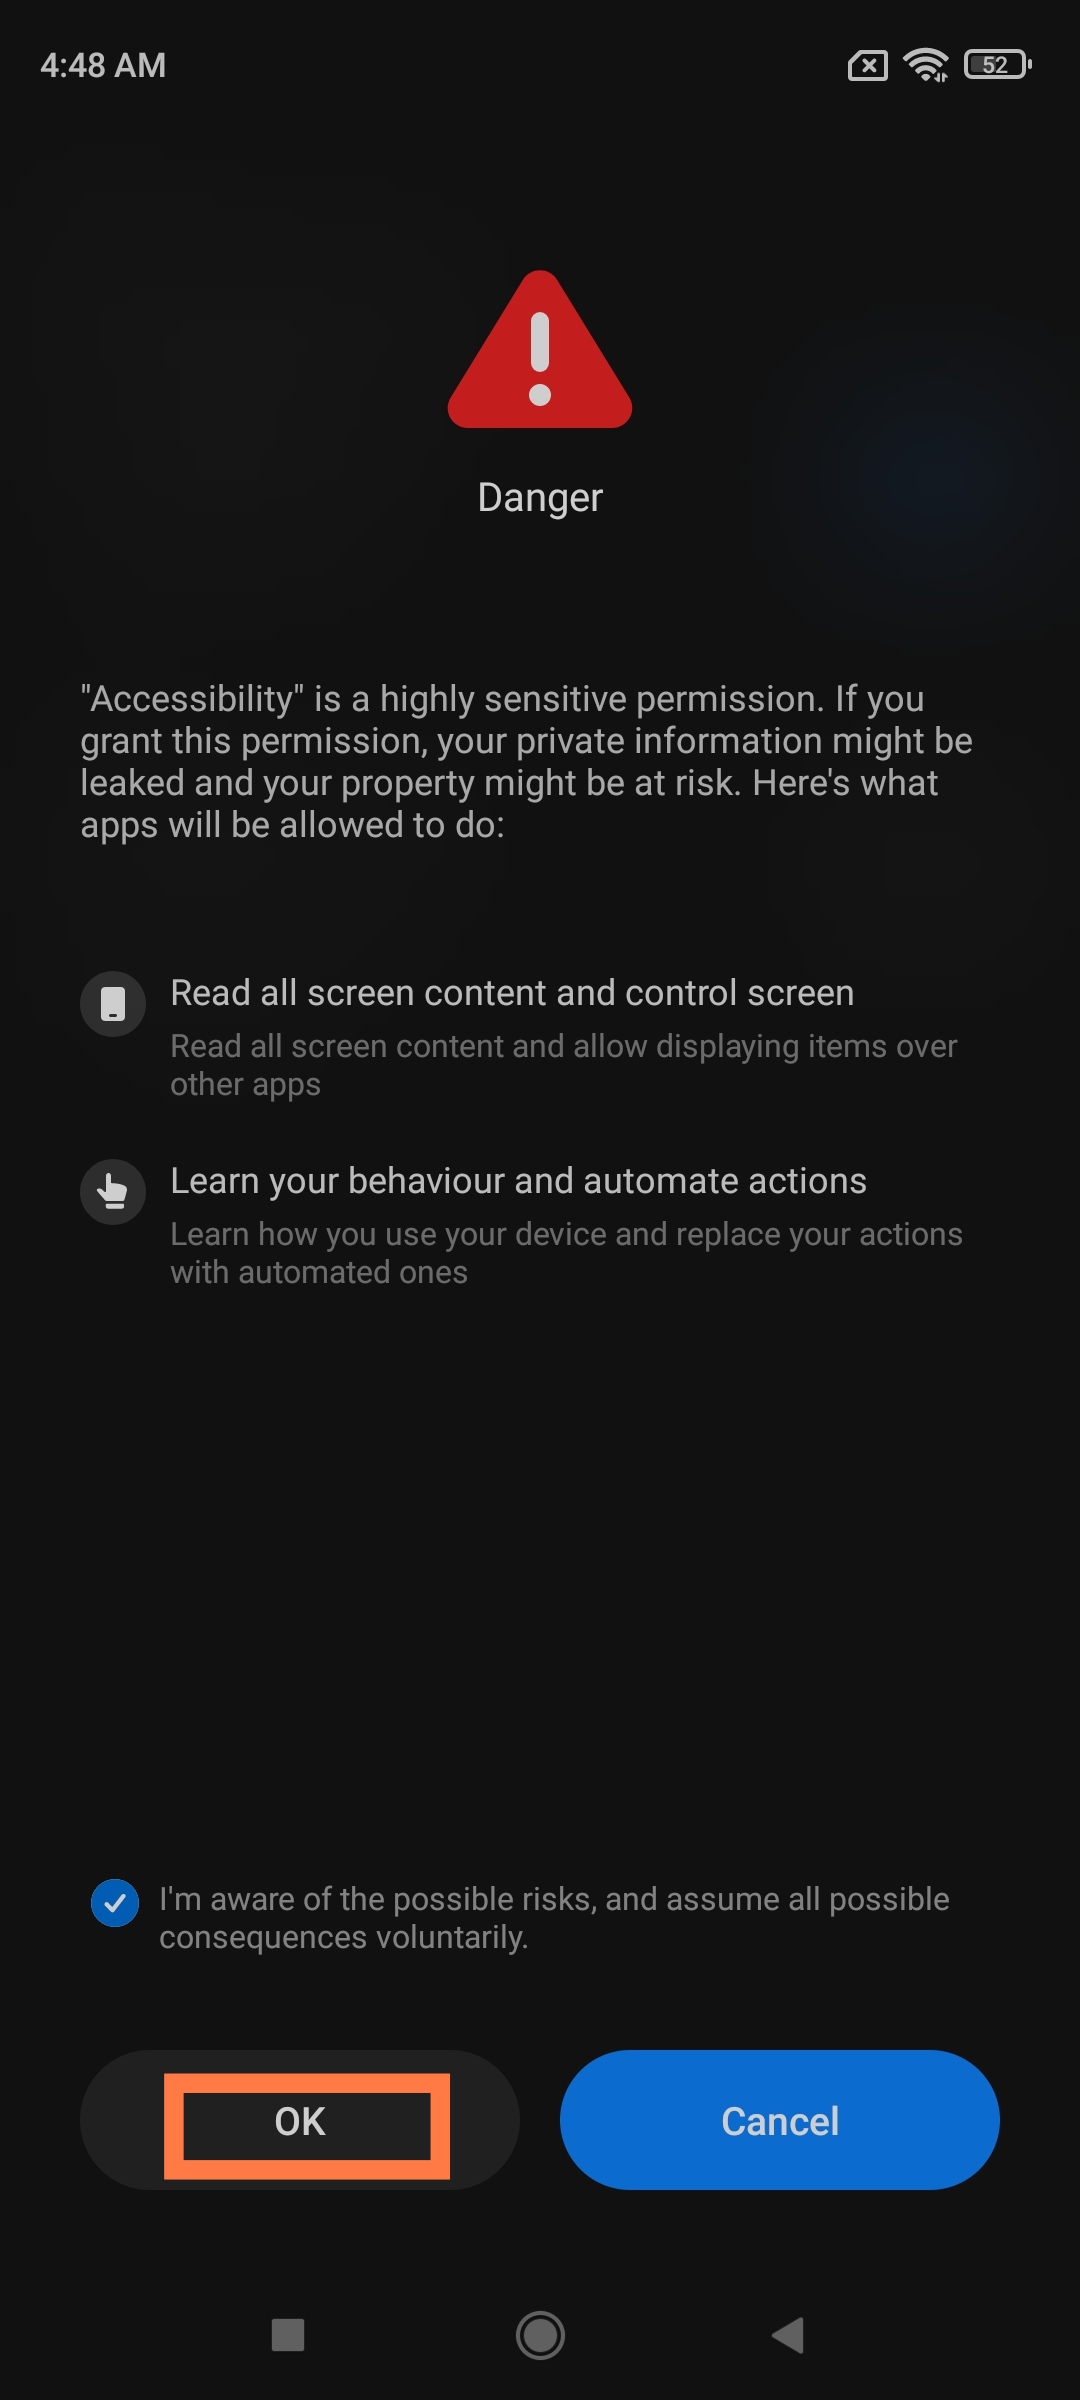 4:48 AM
52
Danger
"Accessibility" is a highly sensitive permission. If you
grant this permission, your private information might be
leaked and your property might be at risk. Here's what
apps will be allowed to do:
Read all screen content and control screen
Read all screen content and allow displaying items over
other apps
Learn your behaviour and automate actions
Learn how you use your device and replace your actions
with automated ones
I'm aware of the possible risks, and assume all possible
consequences voluntarily.
OK
Cancel